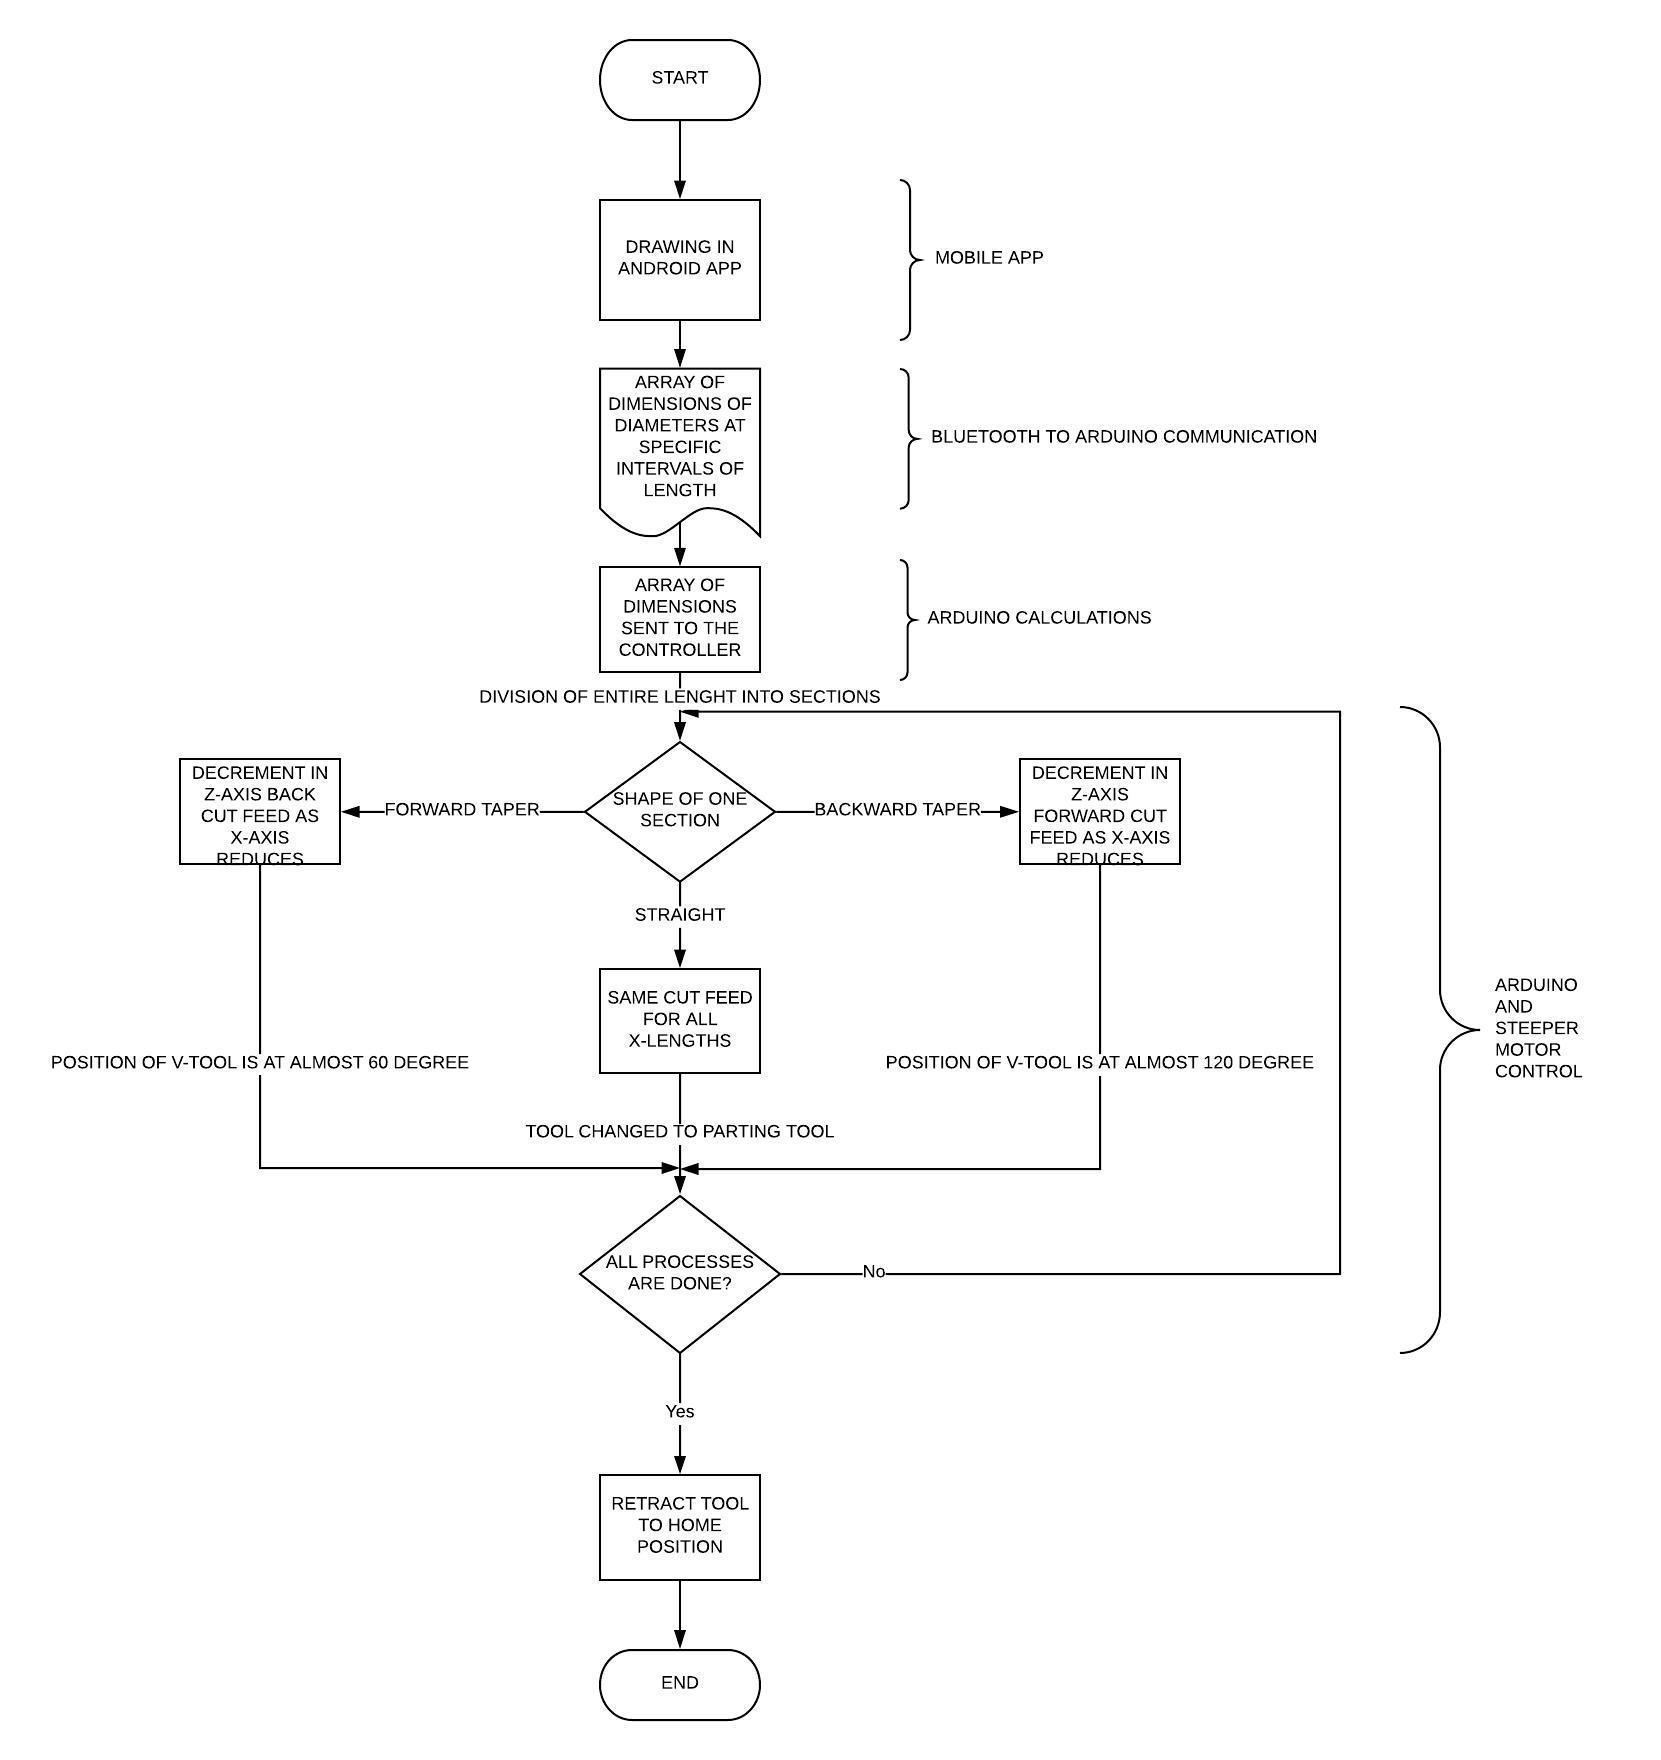 START
DRAWING IN
ANDROID APP
MOBILE APP
ARRAY OF
DIMENSIONS OF
DIAMETERS AT
SPECIFIC
INTERVALS OF
LENGTH
BLUETOOTH TO ARDUINO COMMUNICATION
ARRAY OF
DIMENSIONS
SENT TO THE
CONTROLLER
ARDUINO CALCULATIONS
DIVISION OF ENTIRE LENGHT INTO SECTIONS
DECREMENT IN
Z-AXIS BACK
CUT FEED AS
X-AXIS
REDUCES
FORWARD TAPER
SHAPE OF ONE
SECTION
BACKWARD TAPER
DECREMENT IN
Z-AXIS
FORWARD CUT
FEED AS X-AXIS
REDUCES
STRAIGHT
SAME CUT FEED
FOR ALL
X-LENGTHS
ARDUINO
AND
STEEPER
MOTOR
CONTROL
POSITION OF V-TOOL IS AT ALMOST 60 DEGREE
POSITION OF V-TOOL IS AT ALMOST 120 DEGREE
TOOL CHANGED TO PARTING TOOL
ALL PROCESSES
ARE DONE?
No
Yes
RETRACT TOOL
TO HOME
POSITION
END